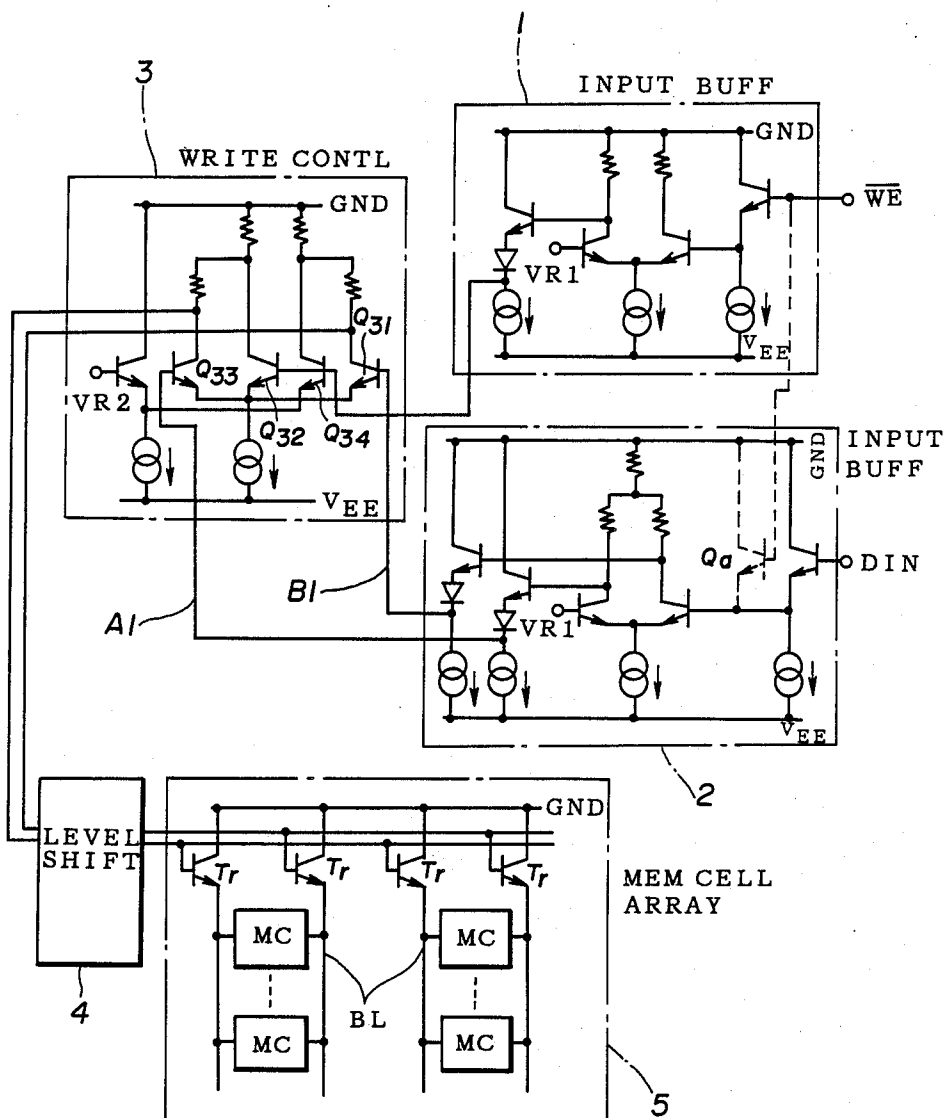 1
INPUT BUFF
GND
WE
VR1
VEE
3
WRITE CONTL
GND
Q31
Q33
VR2
Q32
Q34
VEE
INPUT
BUFF
GND
Qa
DIN
VR1
VEE
2
A1
B1
LEVEL
SHIFT
4
GND
Tr
Tr
Tr
Tr
MEM CELL
ARRAY
MC
MC
BL
MC
MC
5